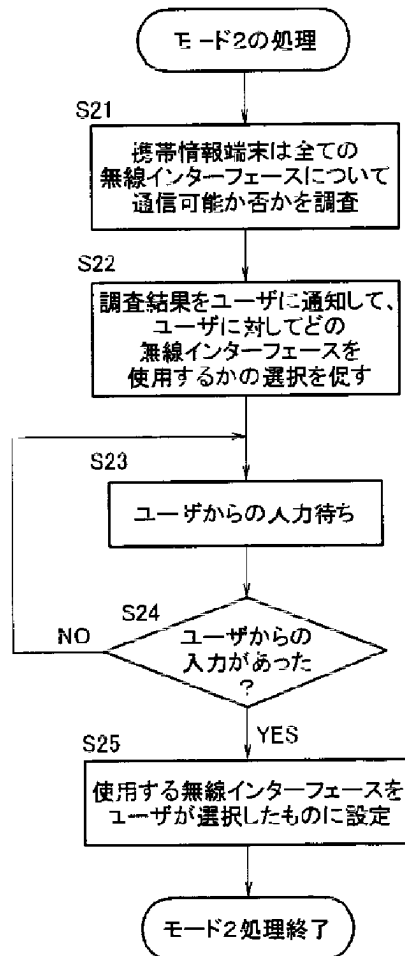 モード2の処理
S21
携帯情報端末は全ての
無線インターフェースについて
通信可能か否かを調査
S22
調査結果をユーザに通知して、
ユーザに対してどの
無線インターフェースを
使用するかの選択を促す
S23
ユーザからの入力待ち
S24
NO
ユーザからの
入力があった
?
YES
S25
使用する無線インターフェースを
ユーザが選択したものに設定
モード2処理終了